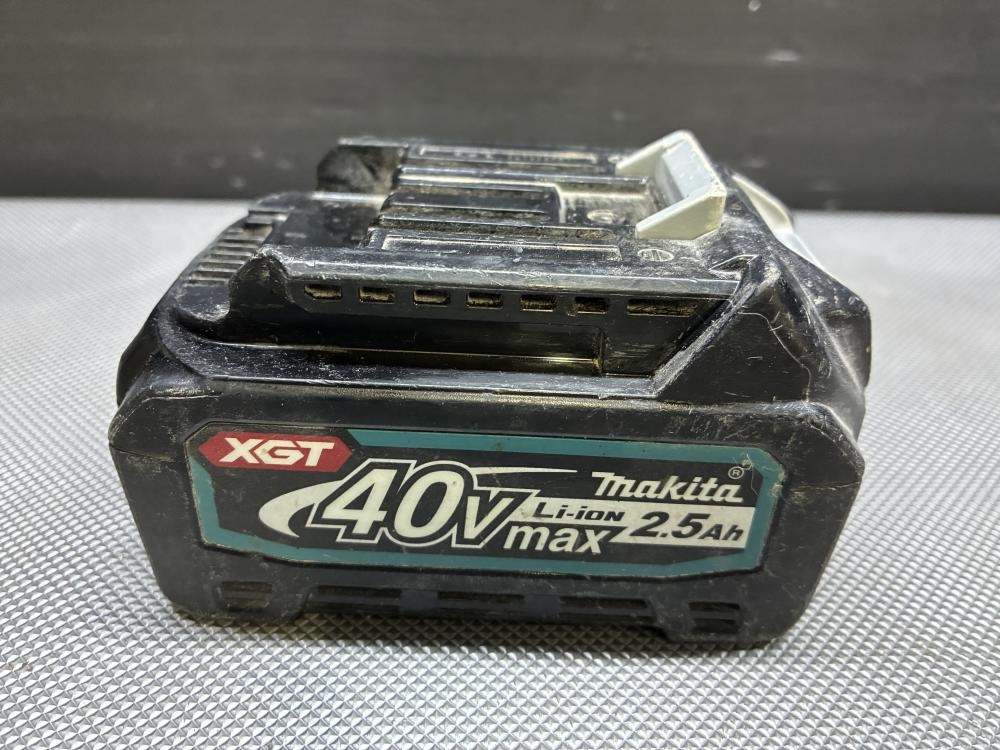 XGT
40V max
Makita®
Li-ion 2.5Ah